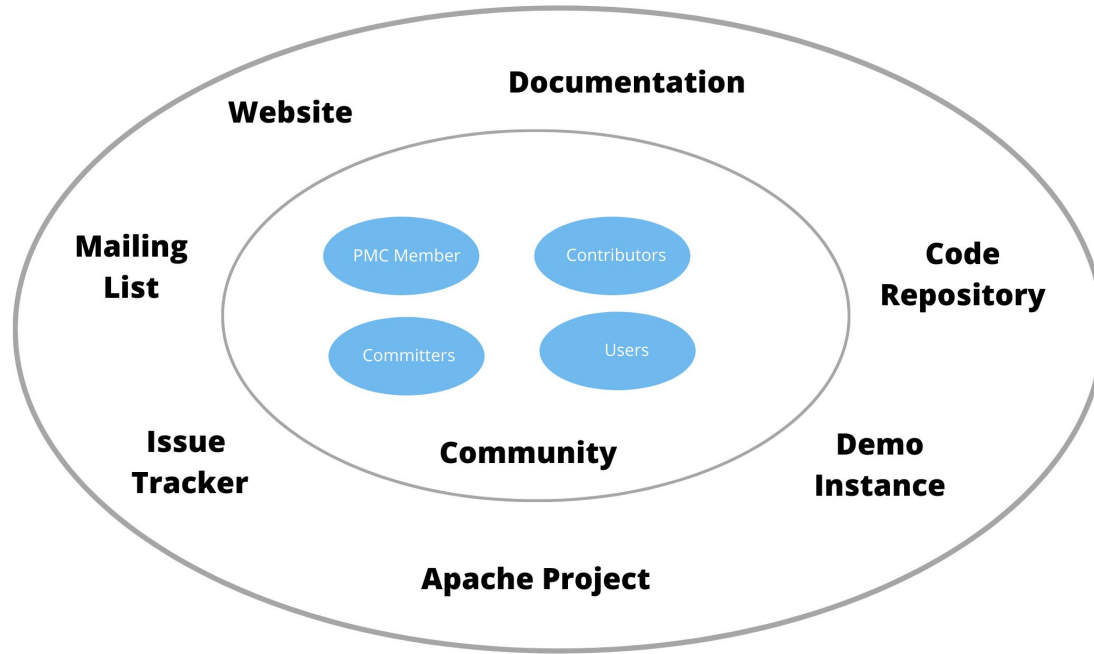 Documentation
Website
Mailing
List
PMC Member
Contributors
Code
Repository
Committers
Users
Issue
Tracker
Community
Demo
Instance
Apache Project